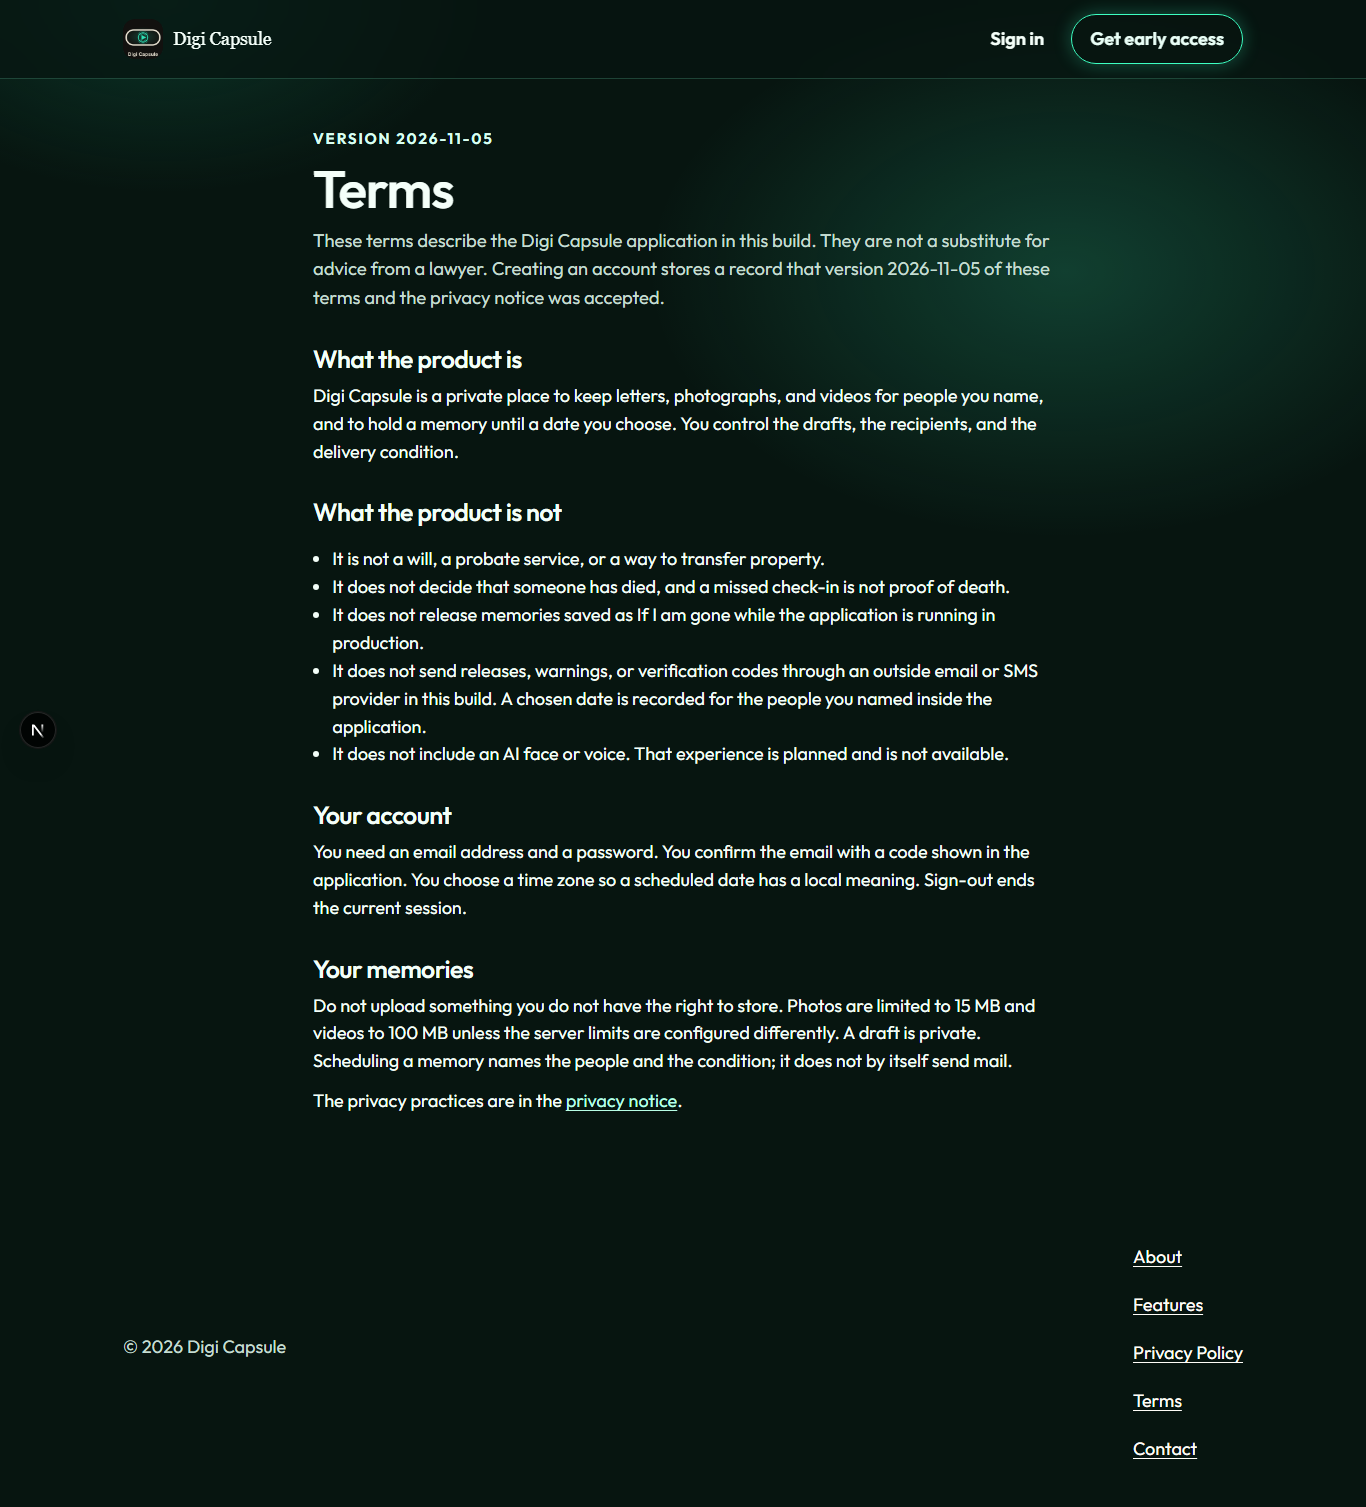 Digi Capsule
Digi Capsule
Sign in
Get early access
VERSION 2026-11-05
Terms
These terms describe the Digi Capsule application in this build. They are not a substitute for
advice from a lawyer. Creating an account stores a record that version 2026-11-05 of these
terms and the privacy notice was accepted.
What the product is
Digi Capsule is a private place to keep letters, photographs, and videos for people you name,
and to hold a memory until a date you choose. You control the drafts, the recipients, and the
delivery condition.
What the product is not
• It is not a will, a probate service, or a way to transfer property.
• It does not decide that someone has died, and a missed check-in is not proof of death.
• It does not release memories saved as If I am gone while the application is running in
production.
• It does not send releases, warnings, or verification codes through an outside email or SMS
provider in this build. A chosen date is recorded for the people you named inside the
application.
• It does not include an AI face or voice. That experience is planned and is not available.
Your account
You need an email address and a password. You confirm the email with a code shown in the
application. You choose a time zone so a scheduled date has a local meaning. Sign-out ends
the current session.
Your memories
Do not upload something you do not have the right to store. Photos are limited to 15 MB and
videos to 100 MB unless the server limits are configured differently. A draft is private.
Scheduling a memory names the people and the condition; it does not by itself send mail.
The privacy practices are in the privacy notice.
N
About
Features
© 2026 Digi Capsule
Privacy Policy
Terms
Contact